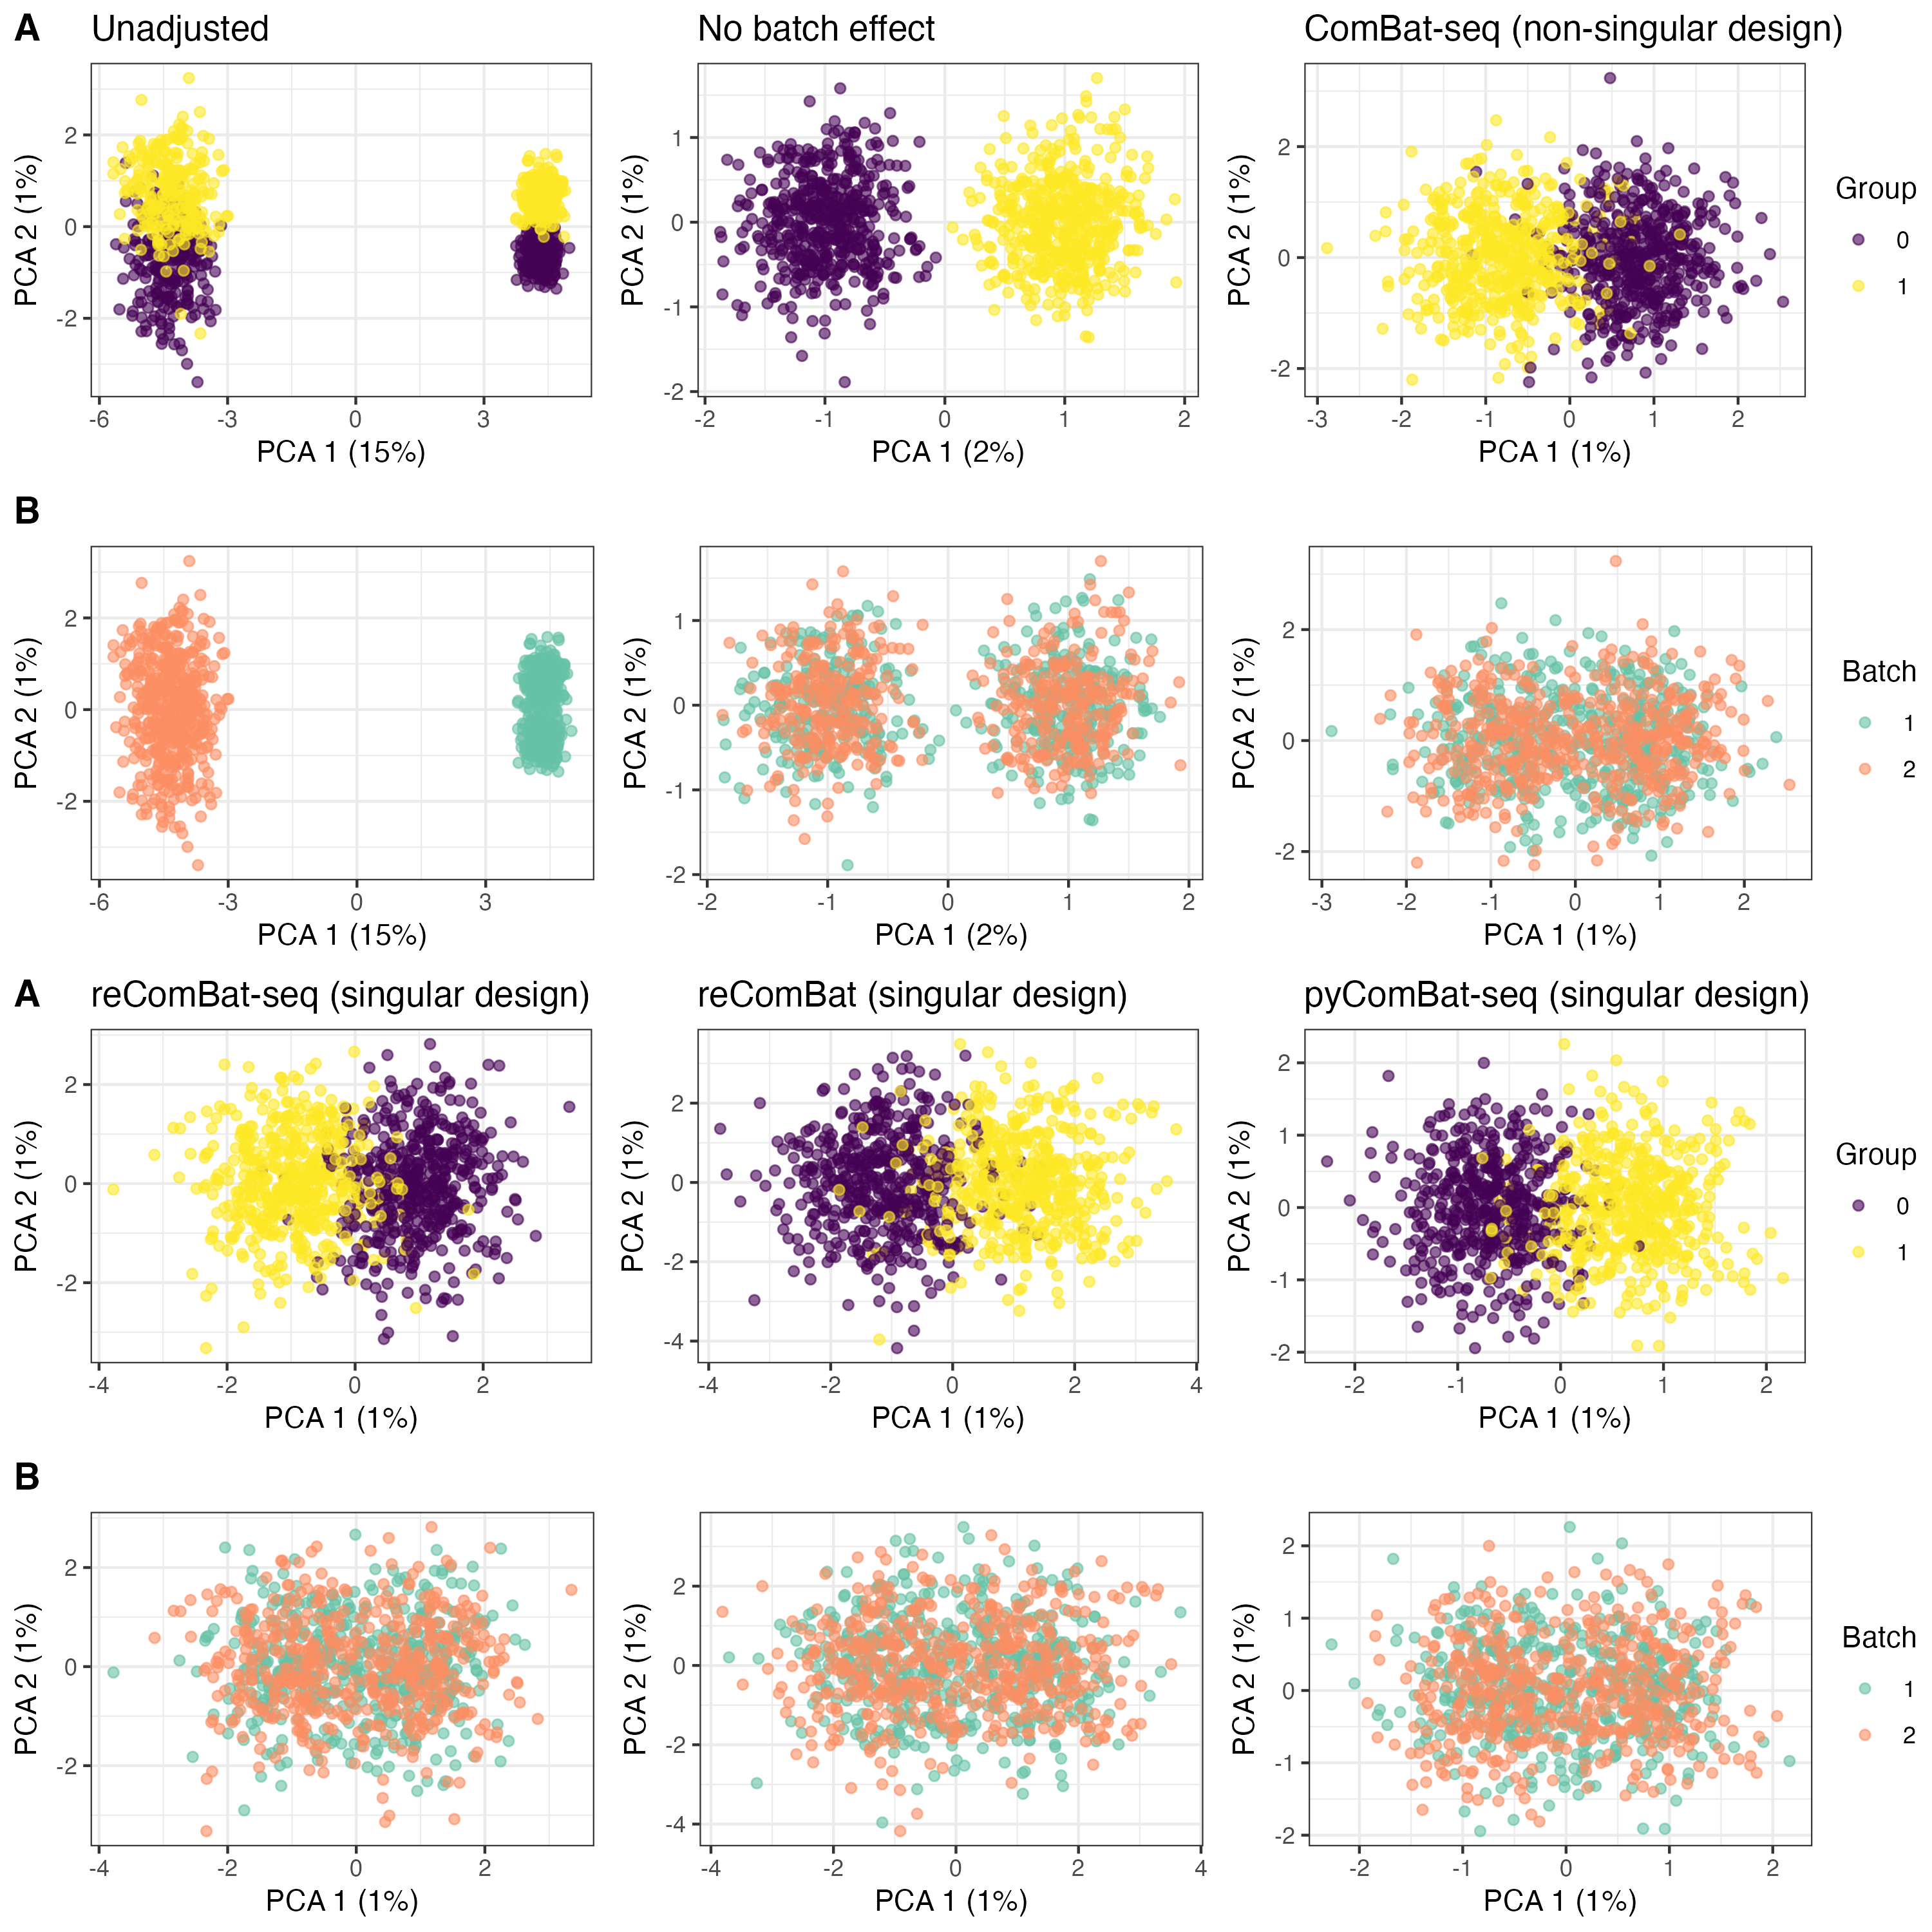 A Unadjusted No batch effect ComBat-seq (non-singular design)
PCA 2 (1%) PCA 2 (1%) PCA 2 (1%)
2 0 -2
1 0 -1 -2
2 0 -2
Group
0
1
-6 -3 0 3 -2 -1 0 1 2 -3 -2 -1 0 1 2
PCA 1 (15%) PCA 1 (2%) PCA 1 (1%)
B
PCA 2 (1%) PCA 2 (1%) PCA 2 (1%)
2 0 -2
1 0 -1 -2
2 0 -2
Batch
1
2
-6 -3 0 3 -2 -1 0 1 2 -3 -2 -1 0 1 2
PCA 1 (15%) PCA 1 (2%) PCA 1 (1%)
A reComBat-seq (singular design) reComBat (singular design) pyComBat-seq (singular design)
PCA 2 (1%) PCA 2 (1%) PCA 2 (1%)
2 0 -2
2 0 -2 -4
2 1 0 -1 -2
Group
0
1
-4 -2 0 2 -4 -2 0 2 4 -2 -1 0 1 2
PCA 1 (1%) PCA 1 (1%) PCA 1 (1%)
B
PCA 2 (1%) PCA 2 (1%) PCA 2 (1%)
2 0 -2
2 0 -2 -4
2 1 0 -1 -2
Batch
1
2
-4 -2 0 2 -4 -2 0 2 4 -2 -1 0 1 2
PCA 1 (1%) PCA 1 (1%) PCA 1 (1%)